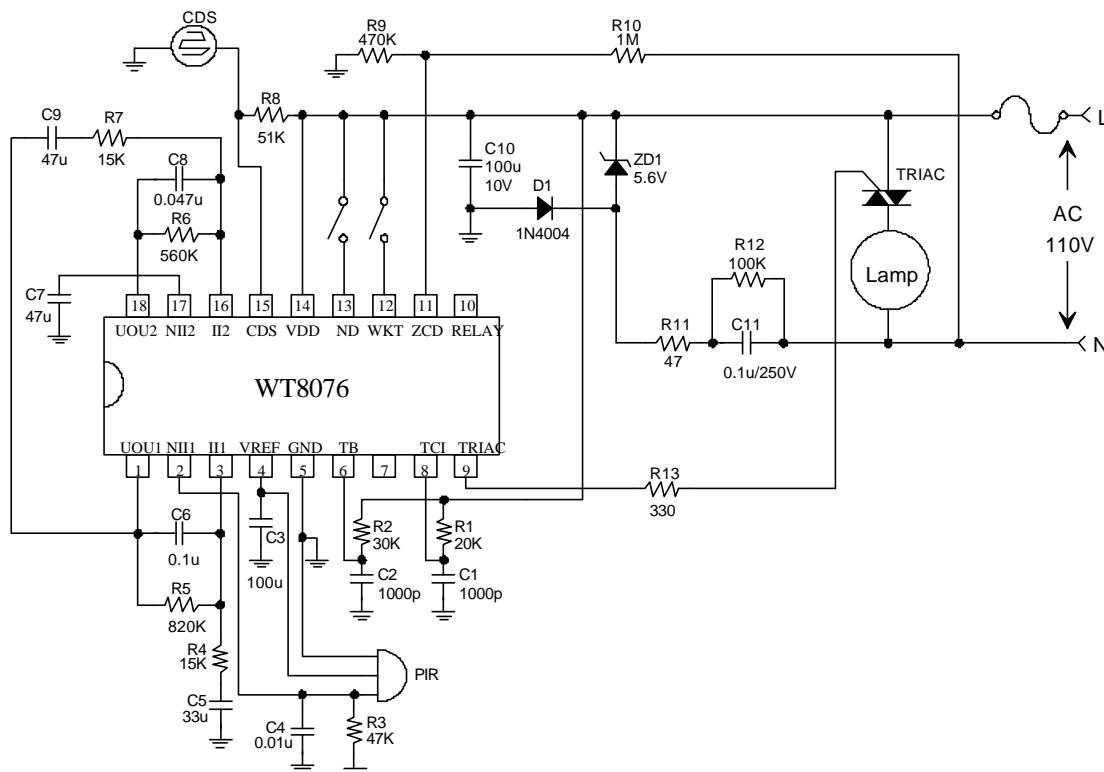 CDS
R9
470K
R10
1M
C9
47u
R7
15K
R8
51K
L
C8
0.047u
C10
100u
10V
ZD1
5.6V
TRIAC
D1
1N4004
AC
110V
R6
560K
R12
100K
Lamp
C7
47u
R11
47
C11
0.1u/250V
N
18 17 16 15 14 13 12 11 10
UOU2 NII2 II2 CDS VDD ND WKT ZCD RELAY
WT8076
UOU1 NII1 II1 VREF GND TB TCI TRIAC
1 2 3 4 5 6 7 8 9
R13
330
C6
0.1u
C3
100u
R2
30K
R1
20K
C2
1000p
C1
1000p
R5
820K
R4
15K
PIR
C5
33u
C4
0.01u
R3
47K